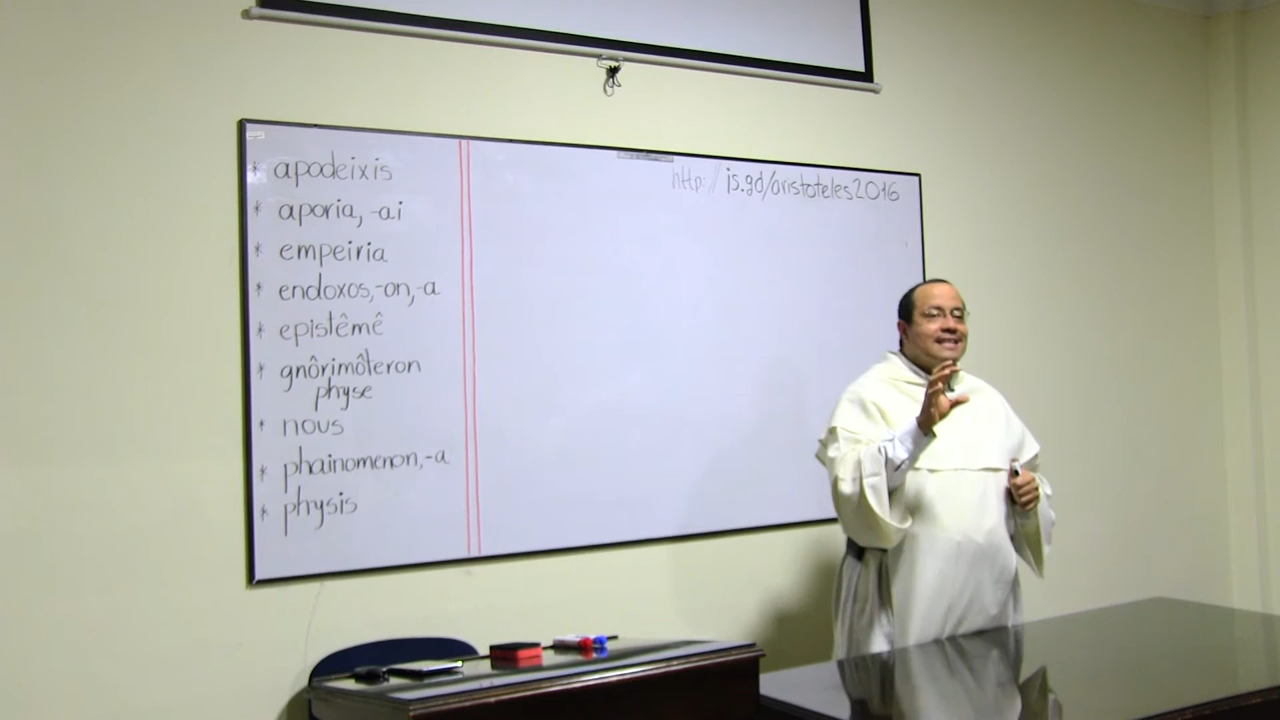 * apodeixis
* aporia, -ai
* empeiria
* endoxos,-on,-a
* epistêmê
* gnôrimôteron
physe
* nous
* phainomenon,-a
* physis
http://is.gd/aristoteles2016